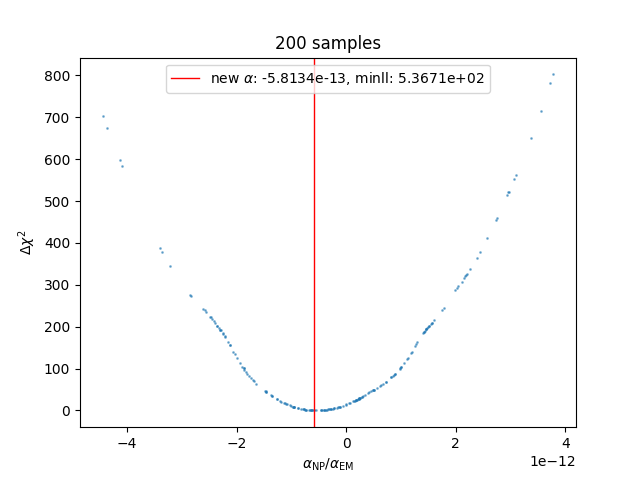 200 samples
new α: -5.8134e-13, minll: 5.3671e+02
800
700
600
500
400
300
200
100
0
Δχ²
−4 −2 0 2 4
1e−12
α_NP/α_EM